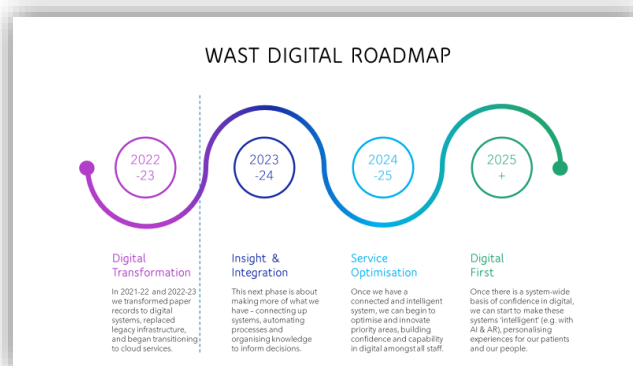 WAST DIGITAL ROADMAP
2022
-23
2023
-24
2024
-25
2025
+
Digital
Transformation
In 2021-22 and 2022-23
we transformed paper
records to digital
systems, replaced
legacy infrastructure,
and began transitioning
to cloud services.
Insight &
Integration
This next phase is about
making more of what we
have – connecting up
systems, automating
processes and
organising knowledge
to inform decisions.
Service
Optimisation
Once we have a
connected and intelligent
system, we can begin to
optimise and innovate
priority areas, building
confidence and capability
in digital amongst all staff.
Digital
First
Once there is a system-wide
basis of confidence in digital,
we can start to make these
systems 'intelligent' (e.g. with
AI & AR), personalising
experiences for our patients
and our people.